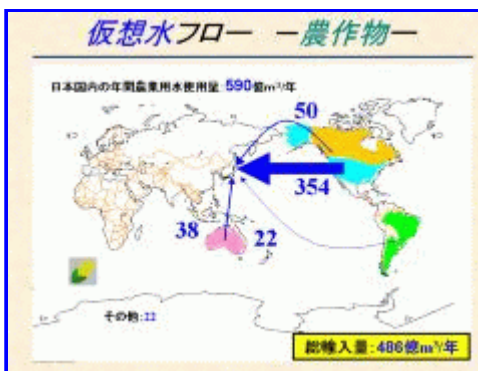 仮想水フロー －農作物－
日本国内の年間農業用水使用量 590億m³/年
50
354
38
22
その他:22
総輸入量:486億m³/年